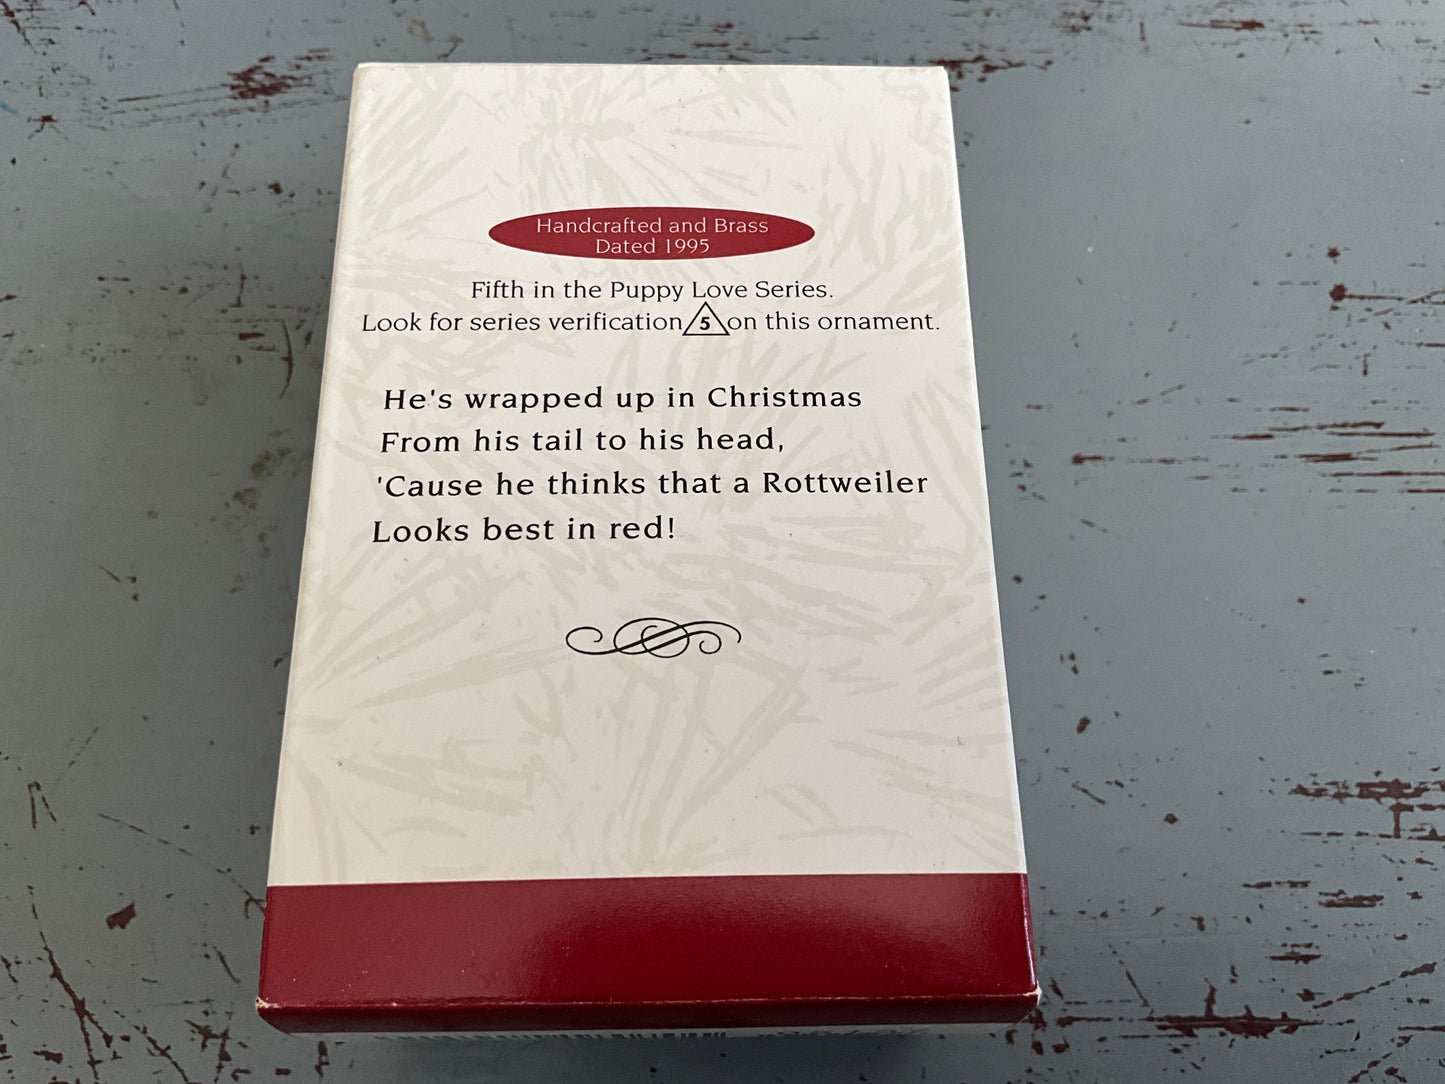 Handcrafted and Brass
Dated 1995
Fifth in the Puppy Love Series.
Look for series verification 5 on this ornament.
He's wrapped up in Christmas
From his tail to his head,
'Cause he thinks that a Rottweiler
Looks best in red!